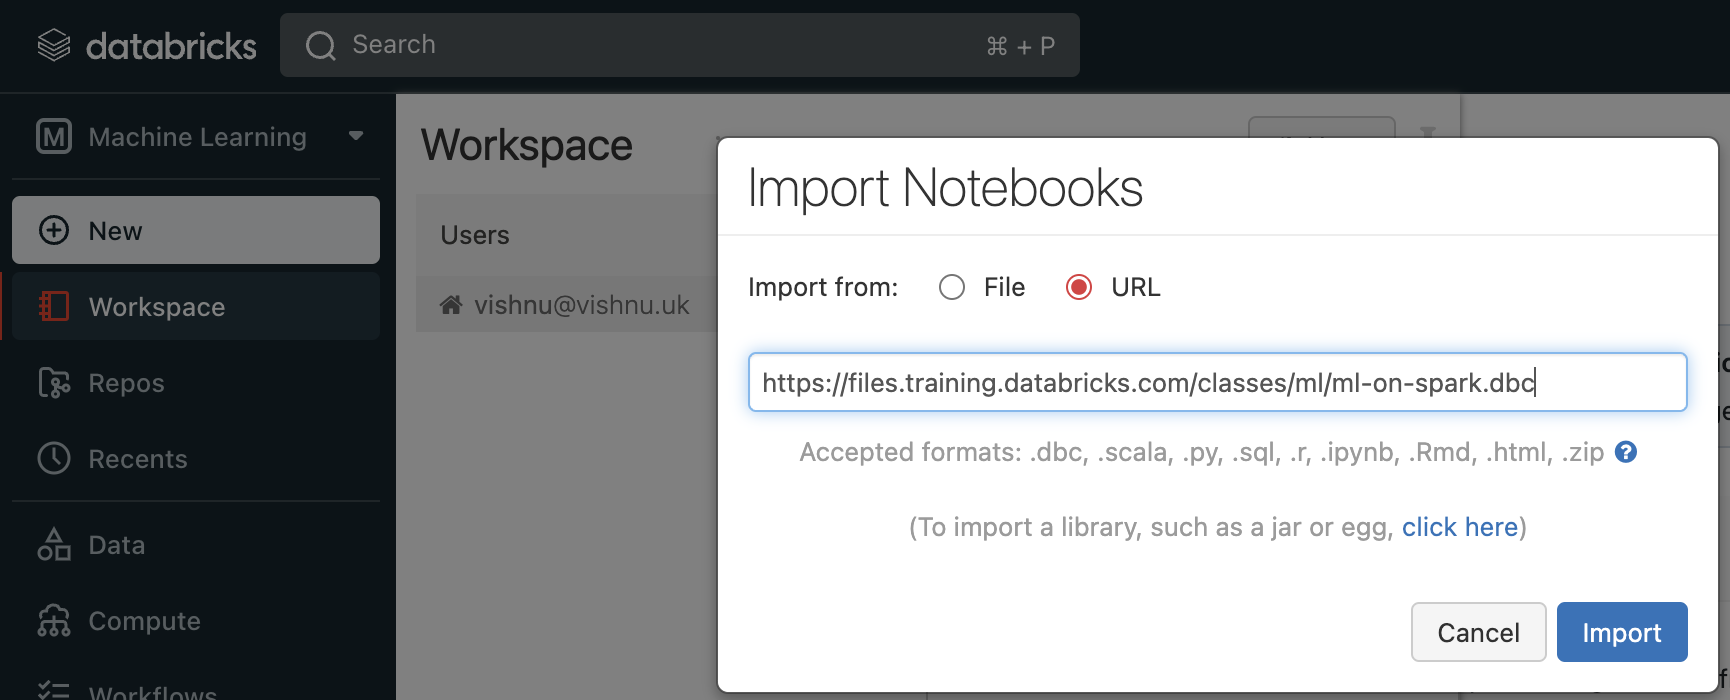 databricks
Search
⌘ + P
M Machine Learning
New
Workspace
Repos
Recents
Data
Compute
Workflows
Workspace
Users
vishnu@vishnu.uk
Import Notebooks
Import from: File URL
https://files.training.databricks.com/classes/ml/ml-on-spark.dbc
Accepted formats: .dbc, .scala, .py, .sql, .r, .ipynb, .Rmd, .html, .zip ?
(To import a library, such as a jar or egg, click here)
Cancel Import